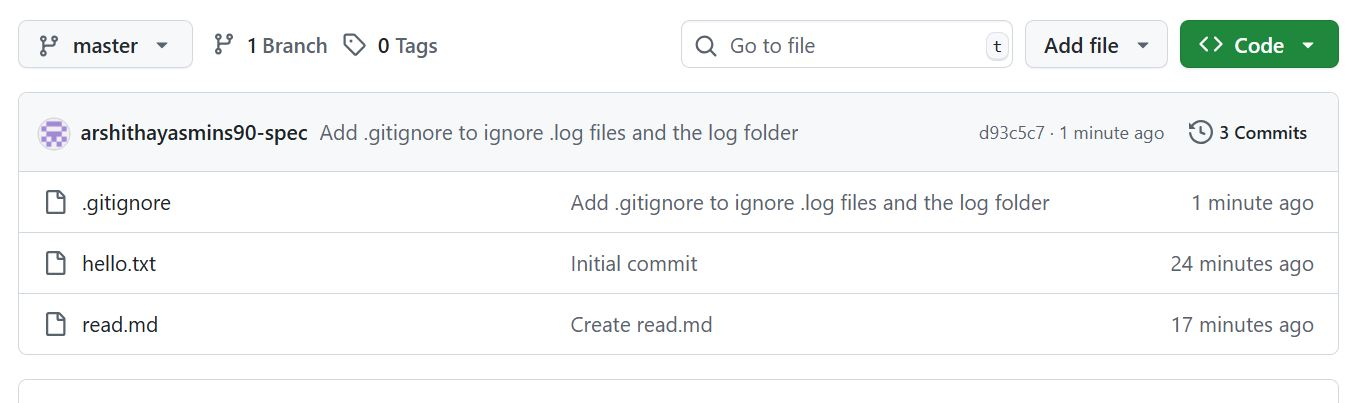 master 1 Branch 0 Tags Go to file t Add file Code
arshithayasmins90-spec Add .gitignore to ignore .log files and the log folder d93c5c7 · 1 minute ago 3 Commits
.gitignore Add .gitignore to ignore .log files and the log folder 1 minute ago
hello.txt Initial commit 24 minutes ago
read.md Create read.md 17 minutes ago